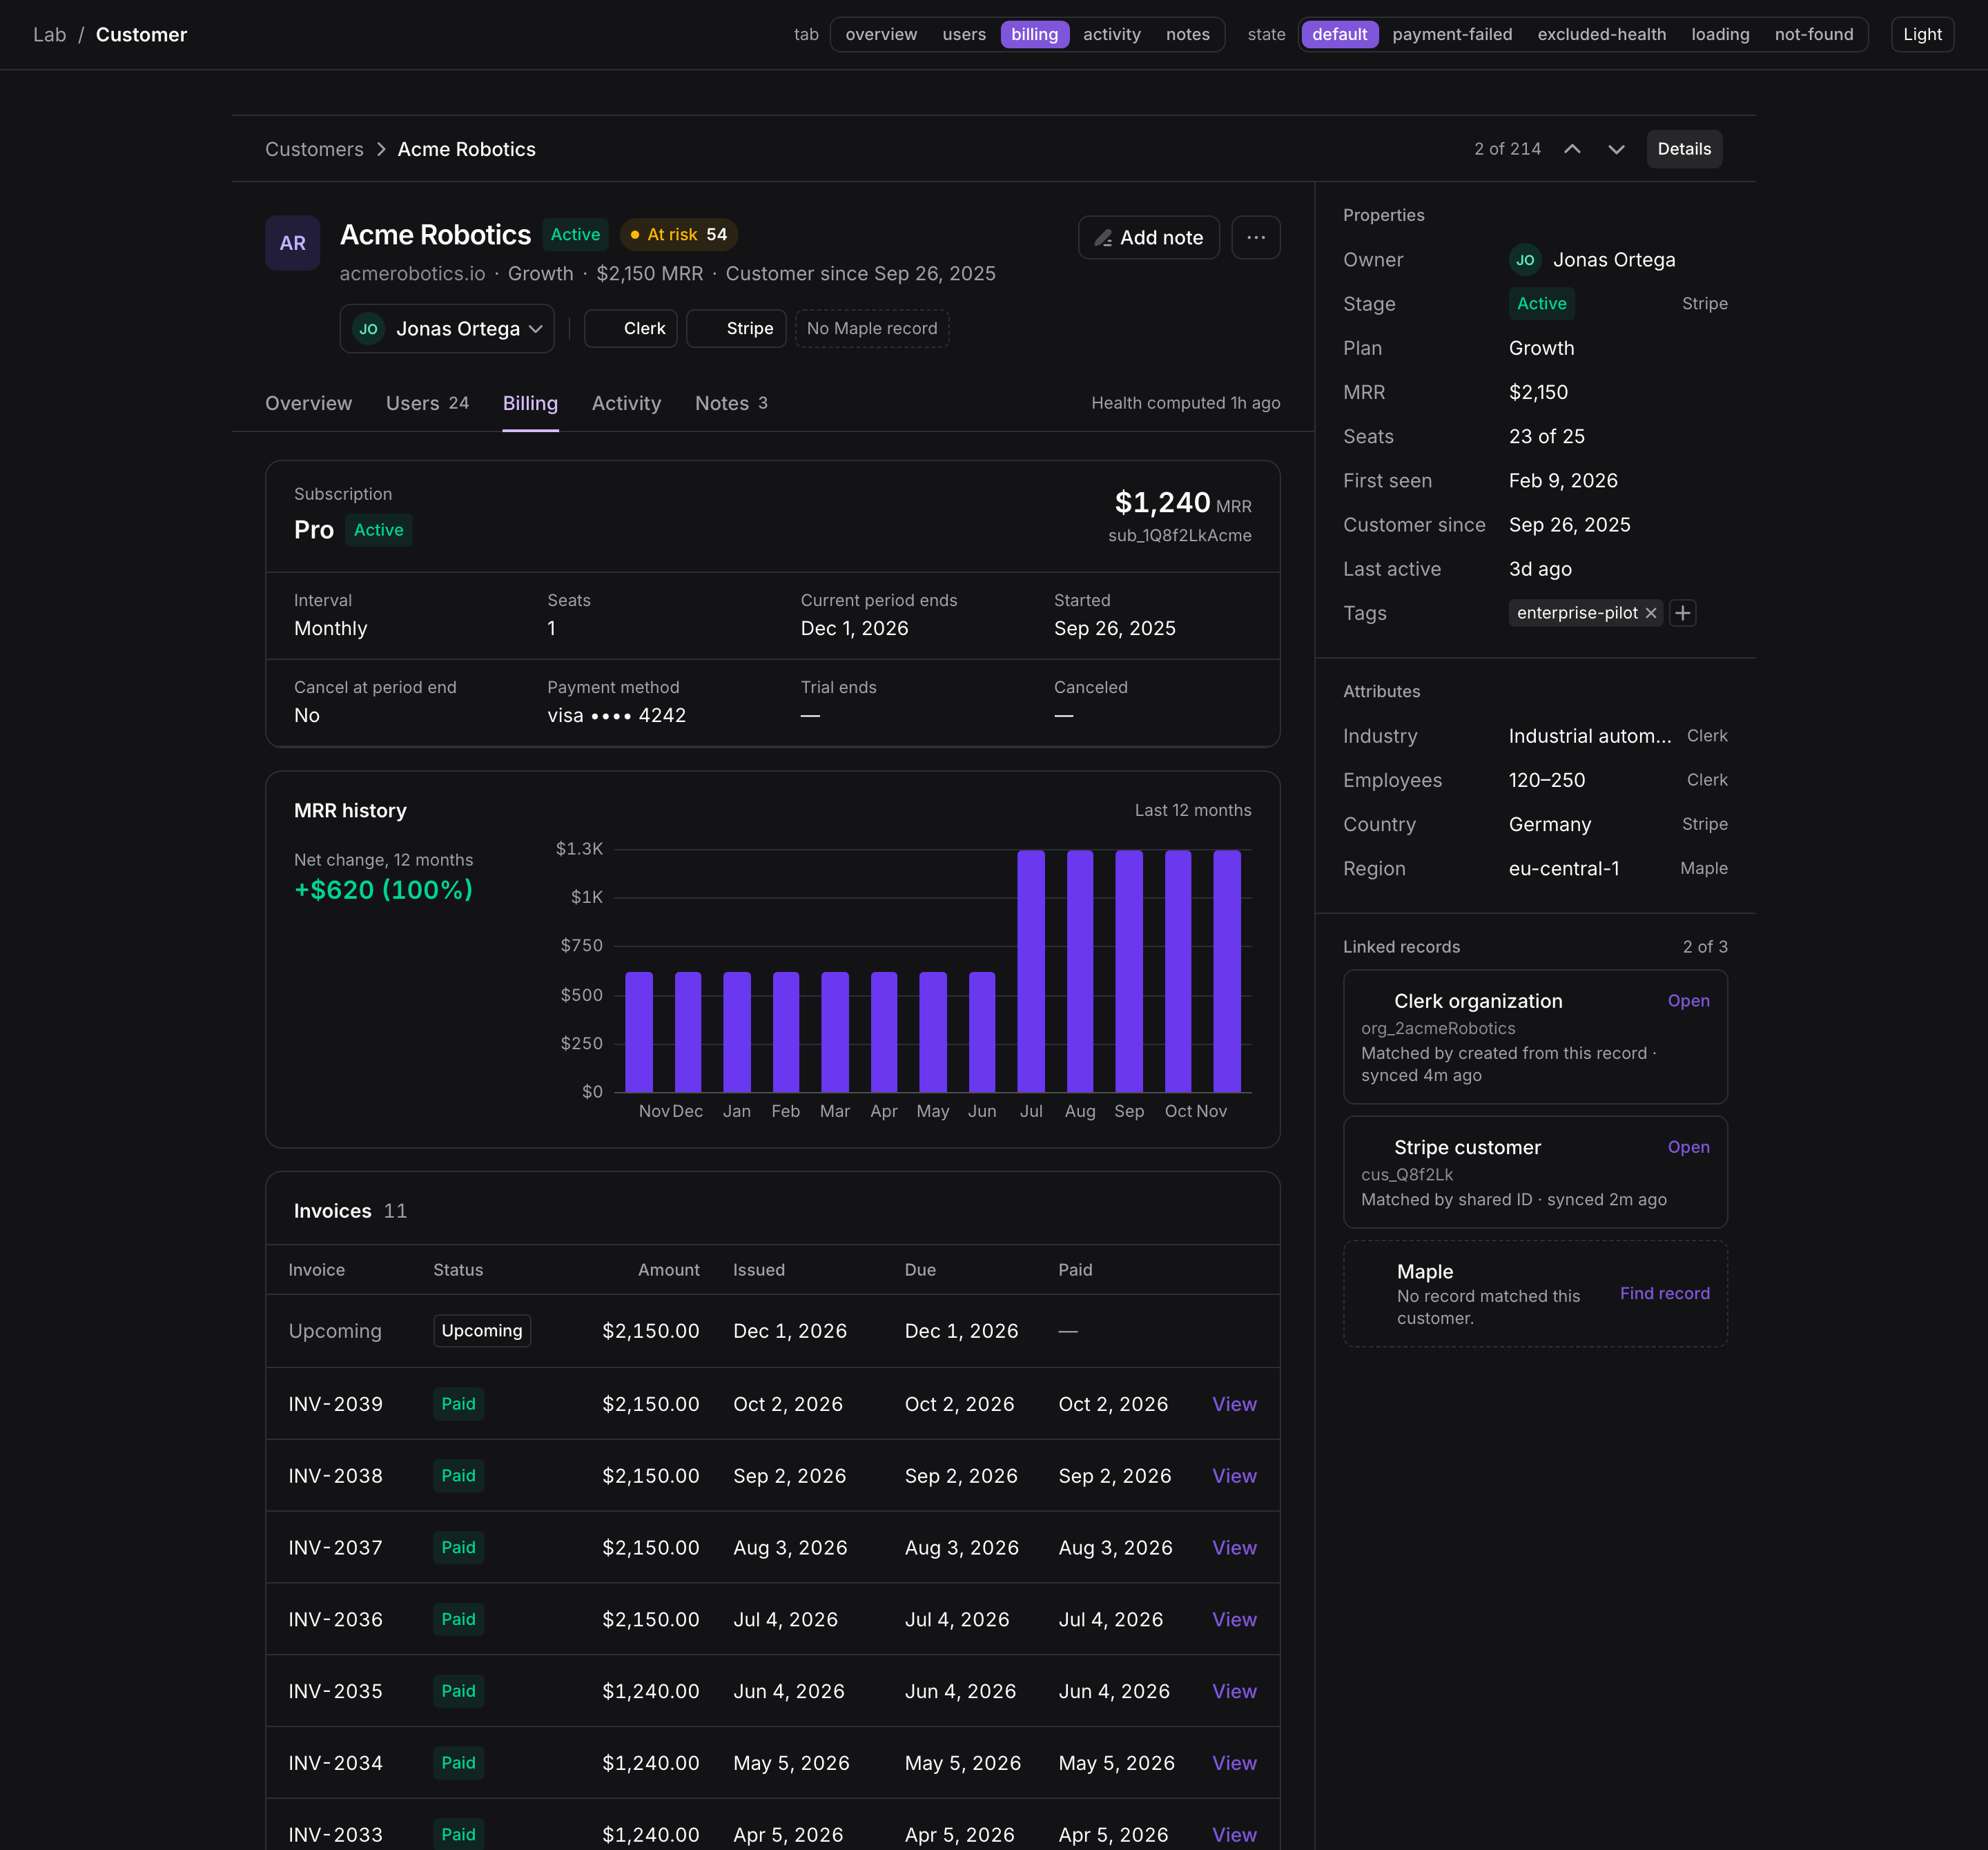 Lab / Customer
tab overview users billing activity notes state default payment-failed excluded-health loading not-found Light
Customers > Acme Robotics
2 of 214 Details
AR
Acme Robotics Active At risk 54
acmerobotics.io · Growth · $2,150 MRR · Customer since Sep 26, 2025
Add note ...
JO Jonas Ortega Clerk Stripe No Maple record
Overview Users 24 Billing Activity Notes 3 Health computed 1h ago
Subscription
Pro Active
$1,240 MRR
sub_1Q8f2LkAcme
Interval Seats Current period ends Started
Monthly 1 Dec 1, 2026 Sep 26, 2025
Cancel at period end Payment method Trial ends Canceled
No visa •••• 4242 — —
MRR history Last 12 months
Net change, 12 months
+$620 (100%)
$1.3K
$1K
$750
$500
$250
$0
Nov Dec Jan Feb Mar Apr May Jun Jul Aug Sep Oct Nov
Invoices 11
Invoice Status Amount Issued Due Paid
Upcoming Upcoming $2,150.00 Dec 1, 2026 Dec 1, 2026 —
INV-2039 Paid $2,150.00 Oct 2, 2026 Oct 2, 2026 Oct 2, 2026 View
INV-2038 Paid $2,150.00 Sep 2, 2026 Sep 2, 2026 Sep 2, 2026 View
INV-2037 Paid $2,150.00 Aug 3, 2026 Aug 3, 2026 Aug 3, 2026 View
INV-2036 Paid $2,150.00 Jul 4, 2026 Jul 4, 2026 Jul 4, 2026 View
INV-2035 Paid $1,240.00 Jun 4, 2026 Jun 4, 2026 Jun 4, 2026 View
INV-2034 Paid $1,240.00 May 5, 2026 May 5, 2026 May 5, 2026 View
INV-2033 Paid $1,240.00 Apr 5, 2026 Apr 5, 2026 Apr 5, 2026 View
Properties
Owner JO Jonas Ortega
Stage Active Stripe
Plan Growth
MRR $2,150
Seats 23 of 25
First seen Feb 9, 2026
Customer since Sep 26, 2025
Last active 3d ago
Tags enterprise-pilot × +
Attributes
Industry Industrial autom... Clerk
Employees 120–250 Clerk
Country Germany Stripe
Region eu-central-1 Maple
Linked records 2 of 3
Clerk organization Open
org_2acmeRobotics
Matched by created from this record ·
synced 4m ago
Stripe customer Open
cus_Q8f2Lk
Matched by shared ID · synced 2m ago
Maple
No record matched this
customer.
Find record